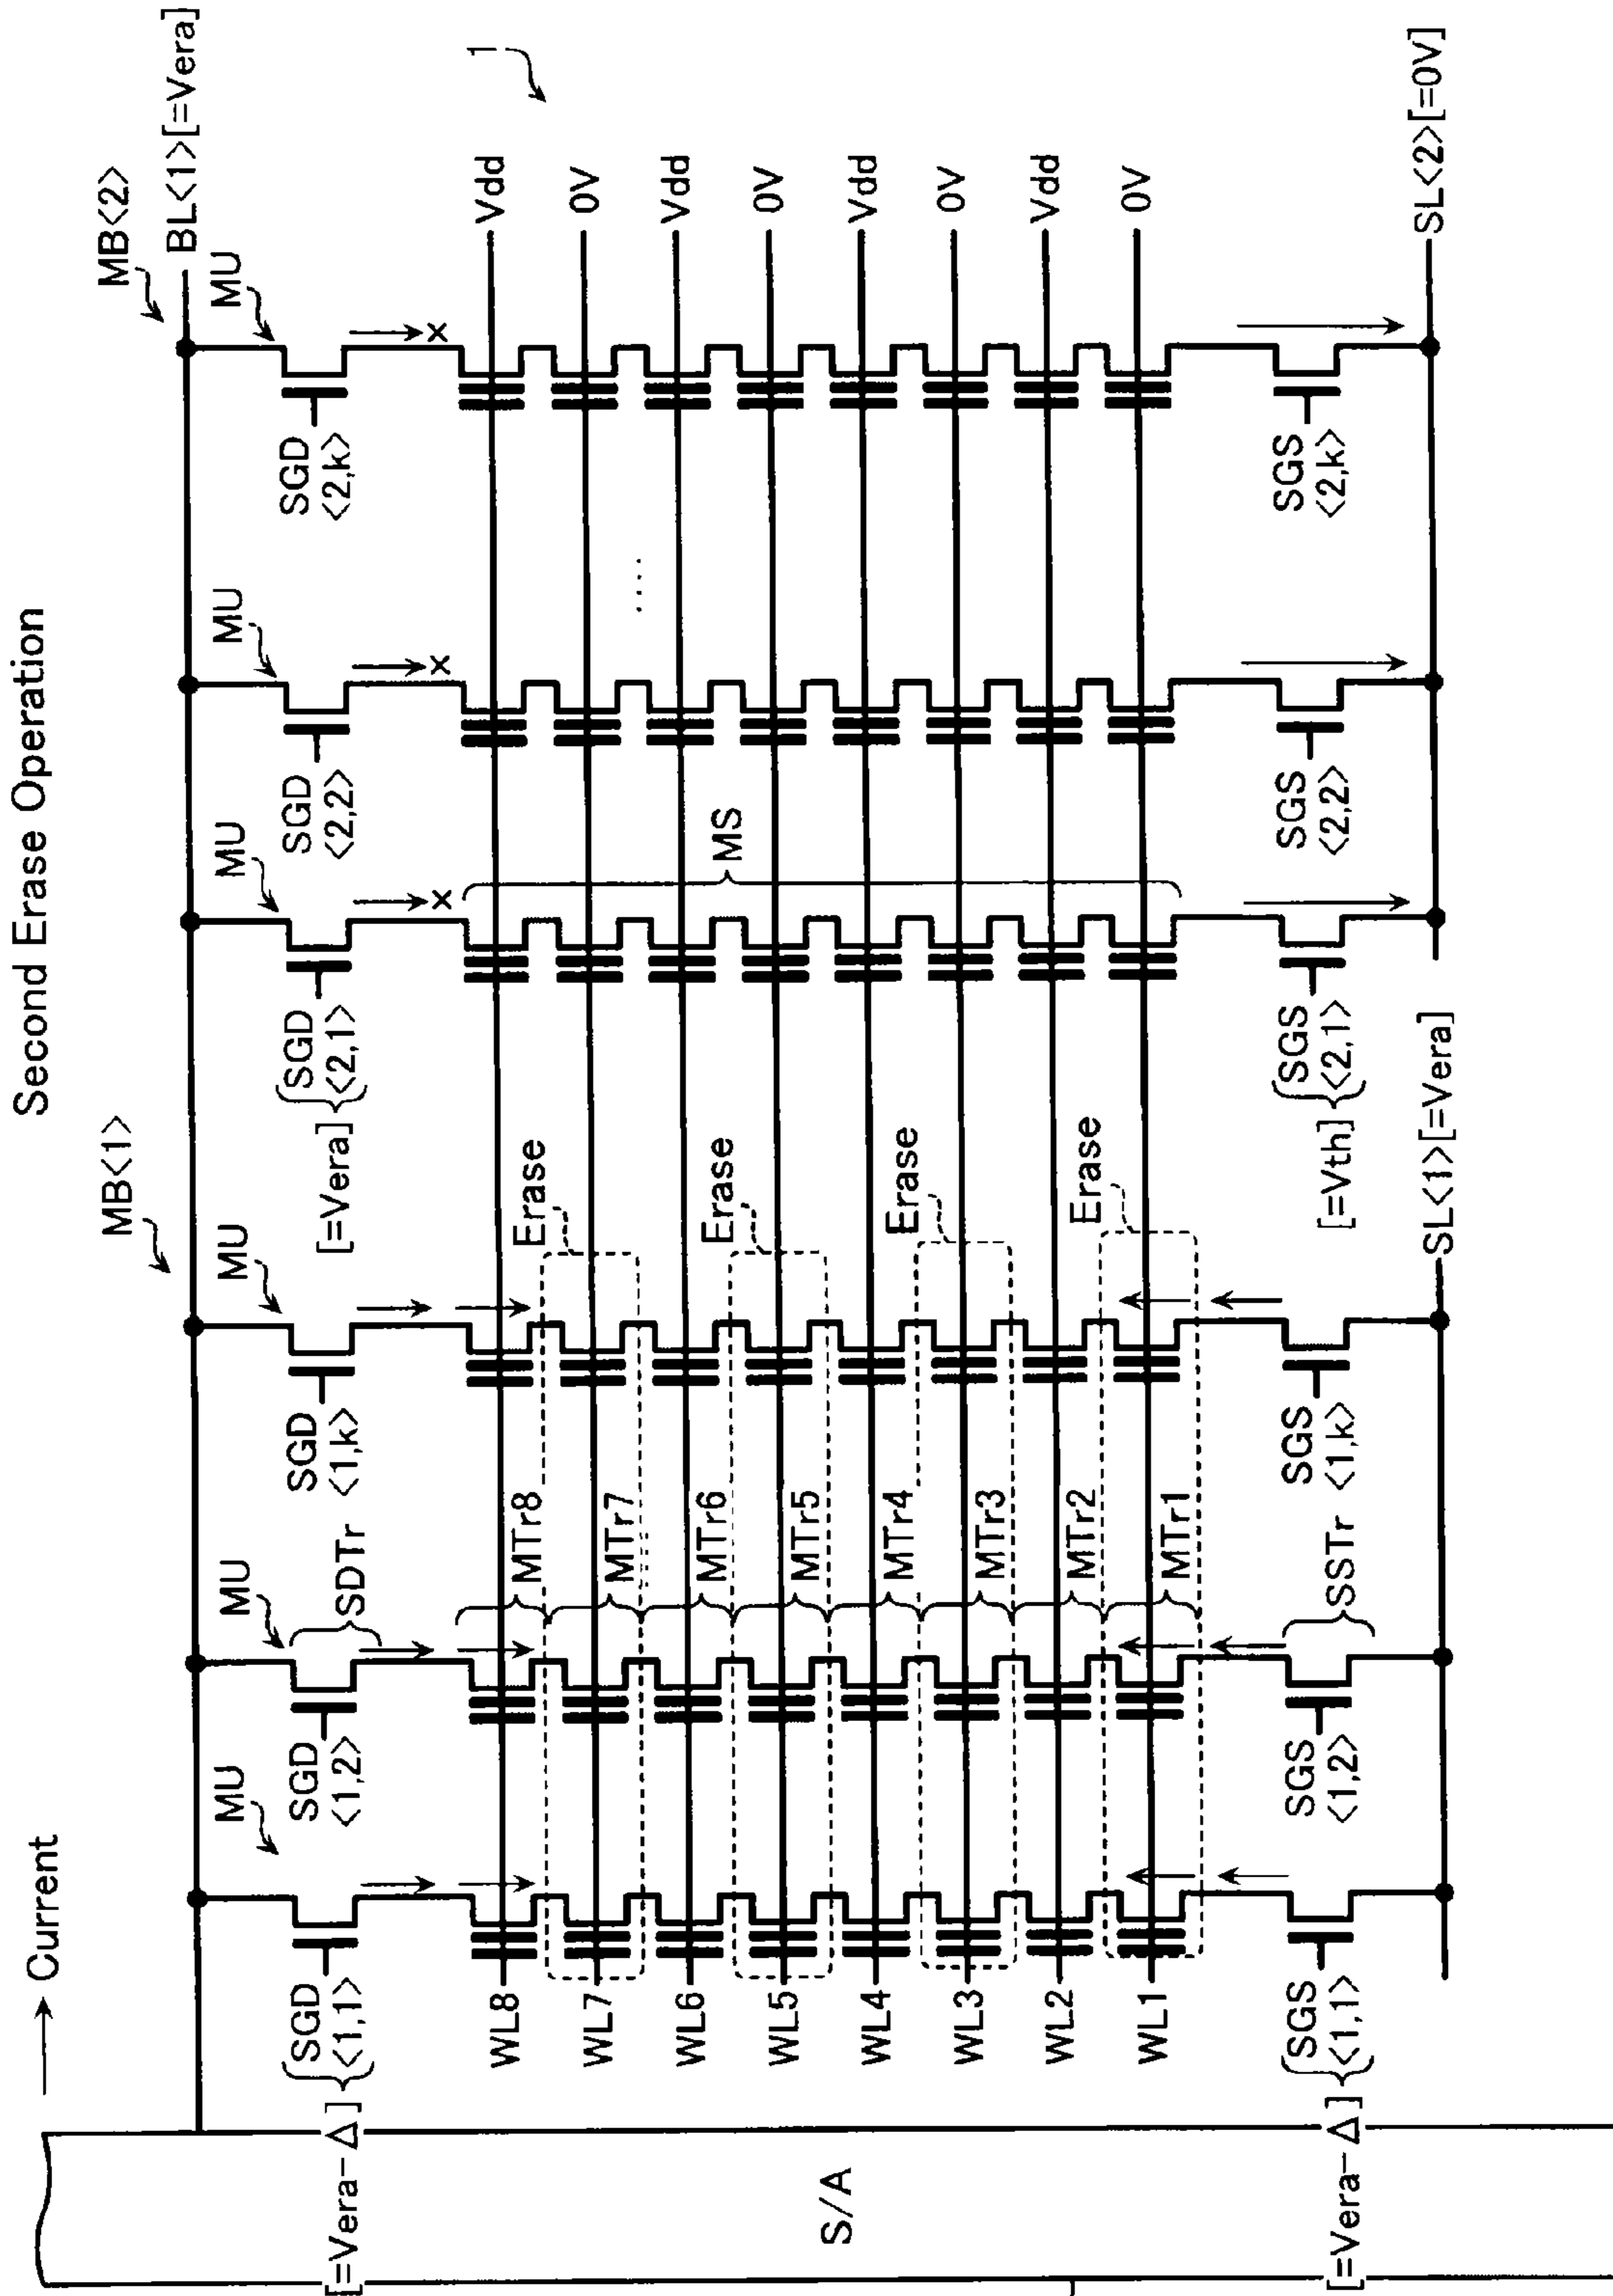 Second Erase Operation
Current
MB<1>
MB<2>
BL<1>[=Vera]
1
MU
MU
MU
MU
MU
MU
SGD
<1,1>
[=Vera-Δ]
SGD
<1,2>
SDTr
SGD
<1,k>
SGD
<2,1>
[=Vera]
SGD
<2,2>
SGD
<2,k>
WL8
MTr8
Vdd
WL7
MTr7
Erase
0V
WL6
MTr6
Vdd
....
WL5
MTr5
Erase
0V
MS
WL4
MTr4
Vdd
WL3
MTr3
Erase
0V
WL2
MTr2
Vdd
WL1
MTr1
Erase
0V
S/A
SGS
<1,1>
[=Vera-Δ]
SGS
<1,2>
SSTr
SGS
<1,k>
SGS
<2,1>
[=Vth]
SGS
<2,2>
SGS
<2,k>
SL<1>[=Vera]
SL<2>[=0V]